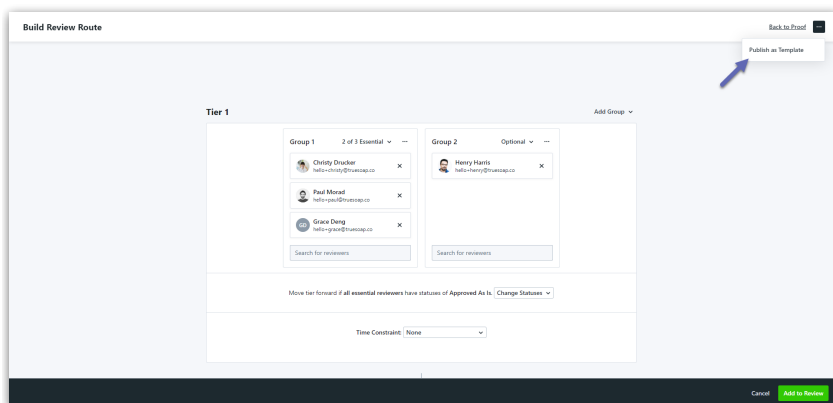 Build Review Route
Back to Proof
Publish as Template
Tier 1
Add Group
Group 1
2 of 3 Essential
Group 2
Optional
Christy Drucker
hello+christy@truesoap.co
Henry Harris
hello+henry@truesoap.co
Paul Morad
hello+paul@truesoap.co
GD
Grace Deng
hello+grace@truesoap.co
Search for reviewers
Search for reviewers
Move tier forward if all essential reviewers have statuses of Approved As Is. Change Statuses
Time Constraint: None
Cancel
Add to Review